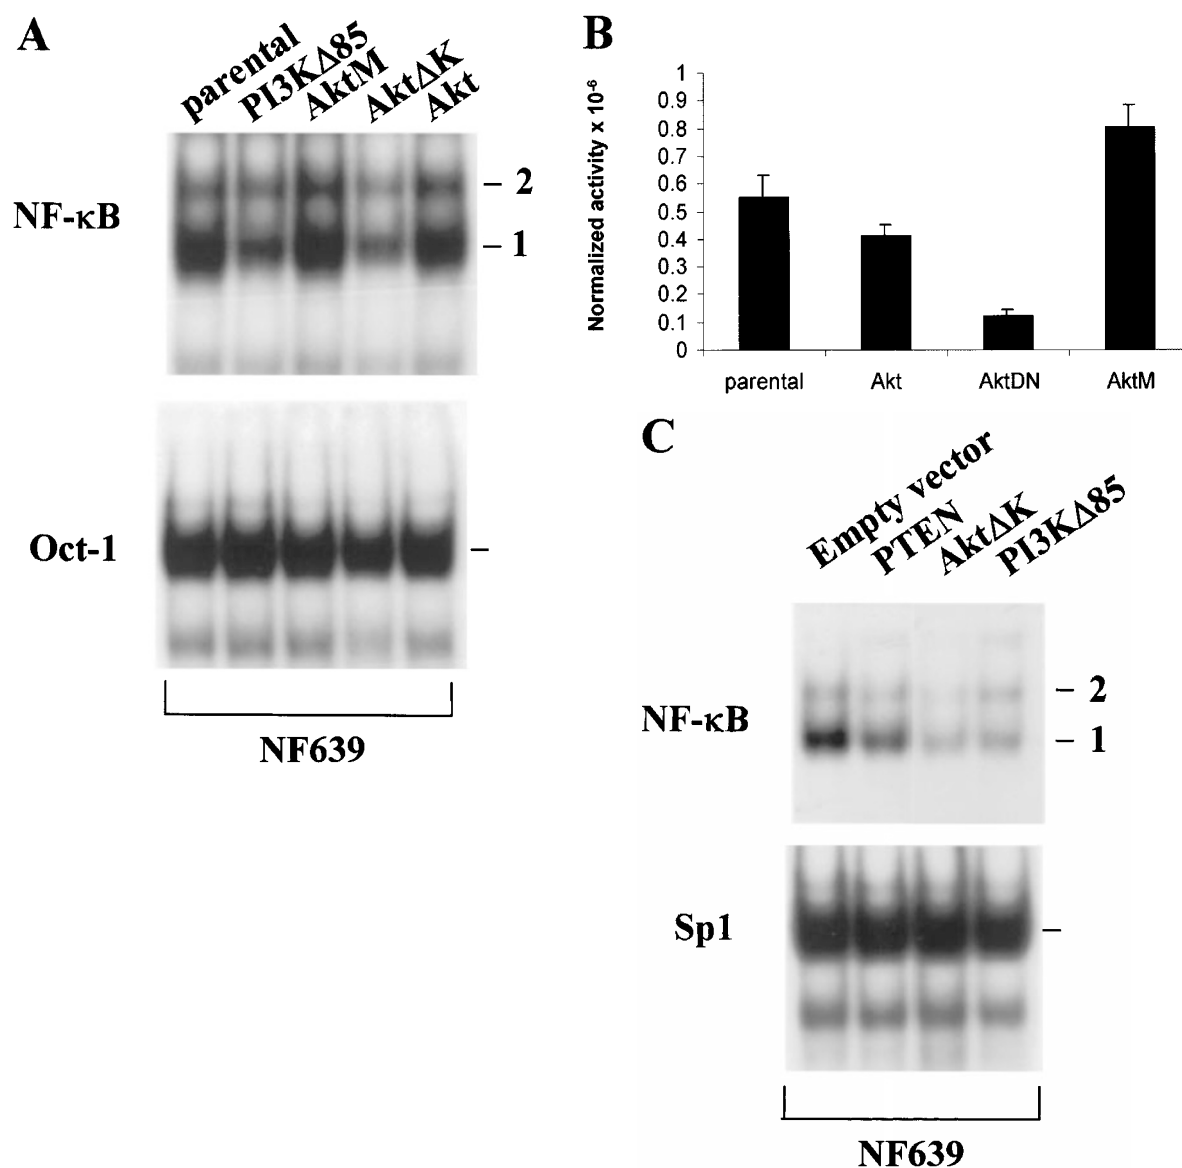 A
parental
PI3KΔ85
AktM
AktΔK
Akt
NF-κB
– 2
– 1
Oct-1
–
NF639
B
Normalized activity x 10⁻⁶
1
0.9
0.8
0.7
0.6
0.5
0.4
0.3
0.2
0.1
0
parental
Akt
AktDN
AktM
C
Empty vector
PTEN
AktΔK
PI3KΔ85
NF-κB
– 2
– 1
Sp1
–
NF639